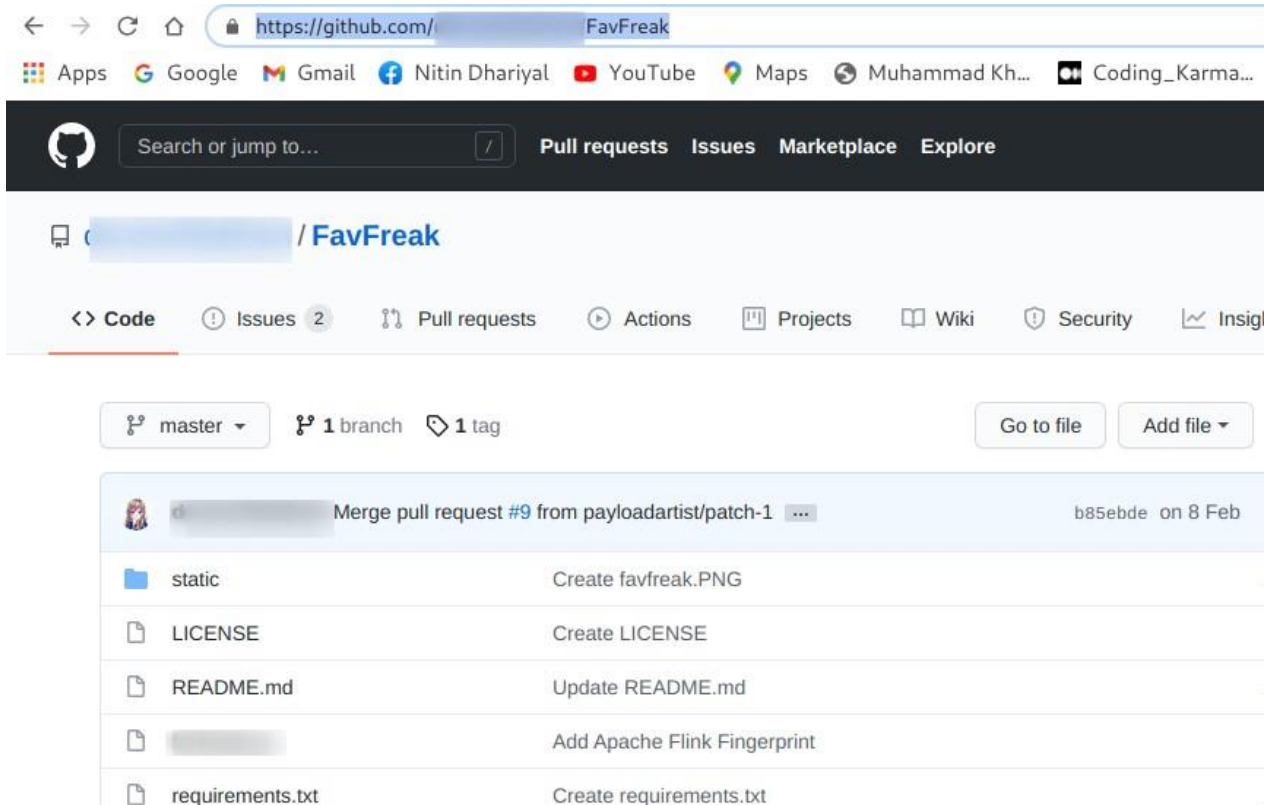 https://github.com/ /FavFreak
Apps Google Gmail Nitin Dhariyal YouTube Maps Muhammad Kh... Coding_Karma...
Search or jump to... / Pull requests Issues Marketplace Explore
/ FavFreak
Code Issues 2 Pull requests Actions Projects Wiki Security Insig
master 1 branch 1 tag Go to file Add file
Merge pull request #9 from payloadartist/patch-1 ... b85ebde on 8 Feb
static Create favfreak.PNG
LICENSE Create LICENSE
README.md Update README.md
Add Apache Flink Fingerprint
requirements.txt Create requirements.txt